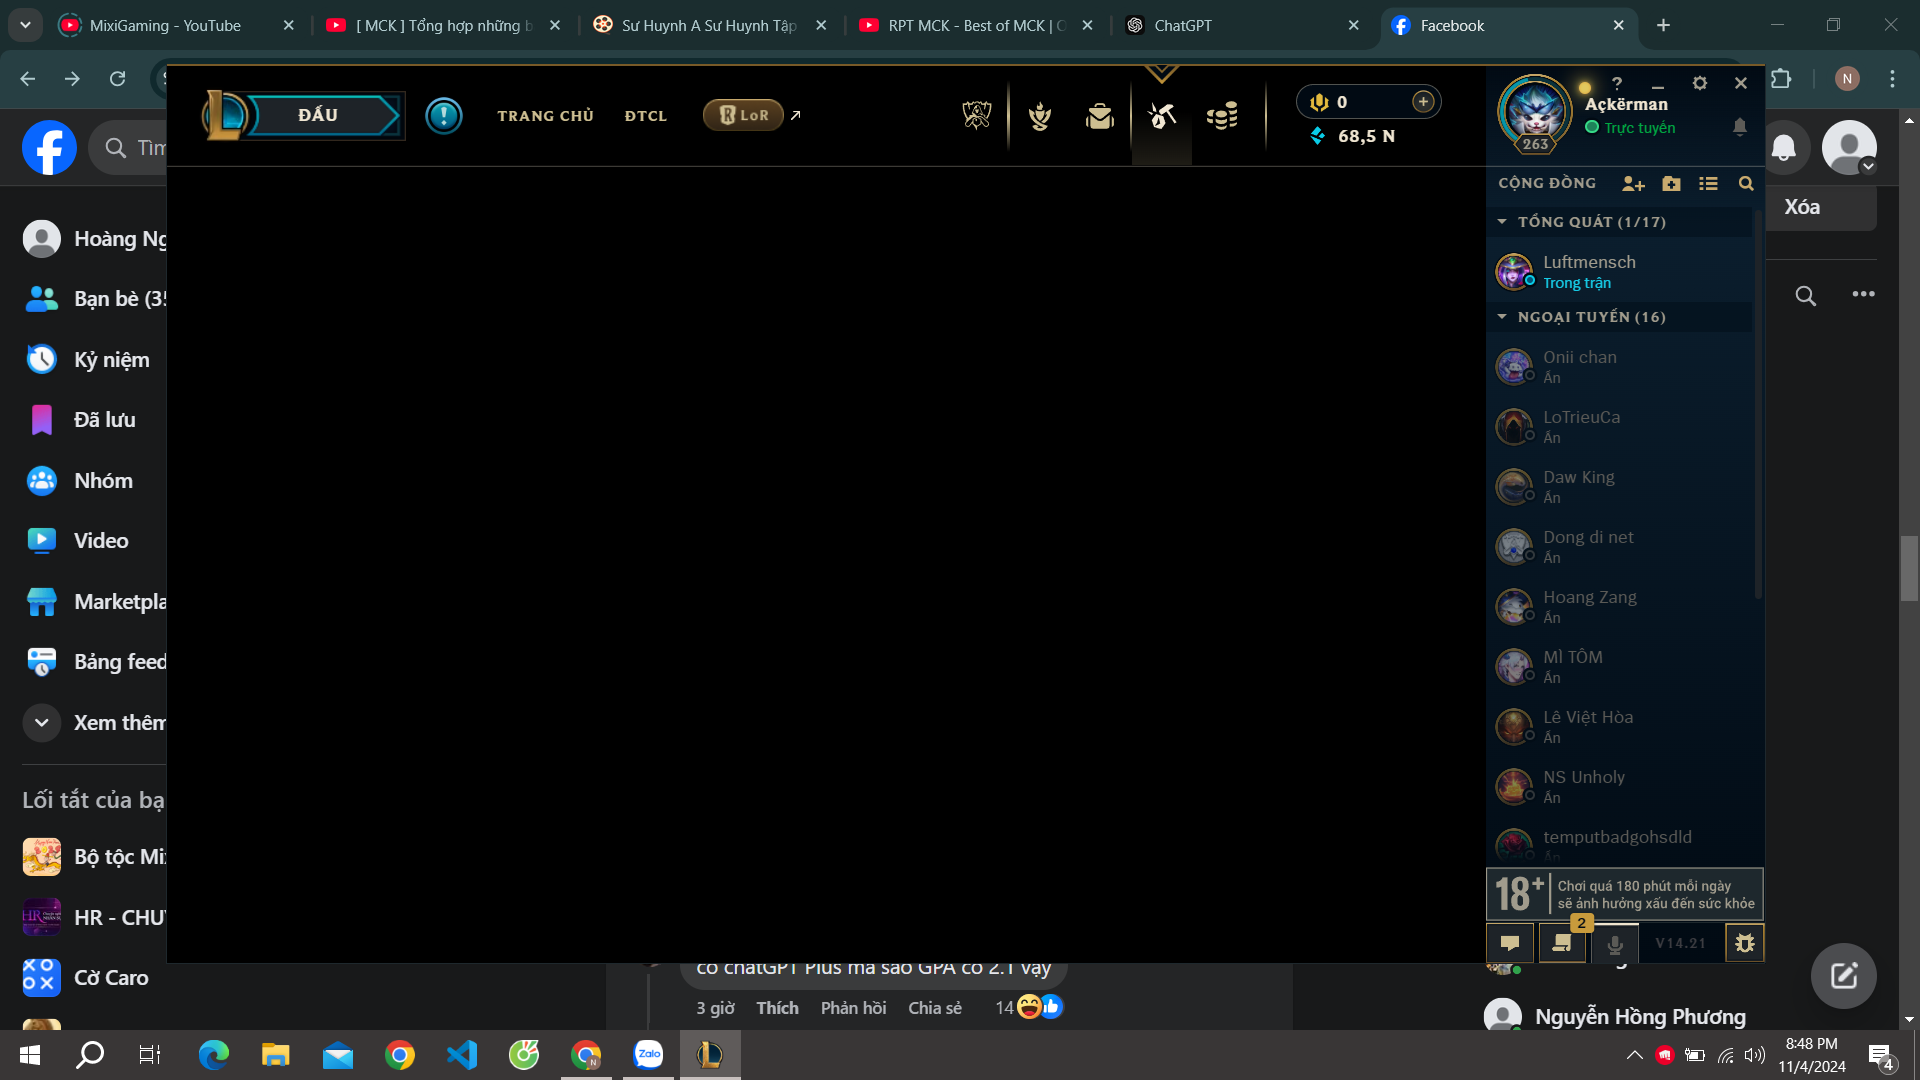 MixiGaming - YouTube
[ MCK ] Tổng hợp những b
Sư Huynh A Sư Huynh Tập
RPT MCK - Best of MCK | O
ChatGPT
Facebook
N
ĐẤU
TRANG CHỦ
ĐTCL
LoR
0
68,5 N
263
Açkërman
Trực tuyến
Tìm
Hoàng Ng
Bạn bè (35
Kỷ niệm
Đã lưu
Nhóm
Video
Marketpla
Bảng feed
Xem thêm
Lối tắt của bạ
Bộ tộc Mi
HR - CHUY
Cờ Caro
Xóa
CỘNG ĐỒNG
TỔNG QUÁT (1/17)
Luftmensch
Trong trận
NGOẠI TUYẾN (16)
Onii chan
Ẩn
LoTrieuCa
Ẩn
Daw King
Ẩn
Dong di net
Ẩn
Hoang Zang
Ẩn
MÌ TÔM
Ẩn
Lê Việt Hòa
Ẩn
NS Unholy
Ẩn
temputbadgohsdld
Ẩn
18+
Chơi quá 180 phút mỗi ngày
sẽ ảnh hưởng xấu đến sức khỏe
2
V14.21
có chatGPT Plus mà sao GPA có 2.1 vậy
3 giờ Thích Phản hồi Chia sẻ 14
Nguyễn Hồng Phương
Zalo
N
8:48 PM
11/4/2024
4